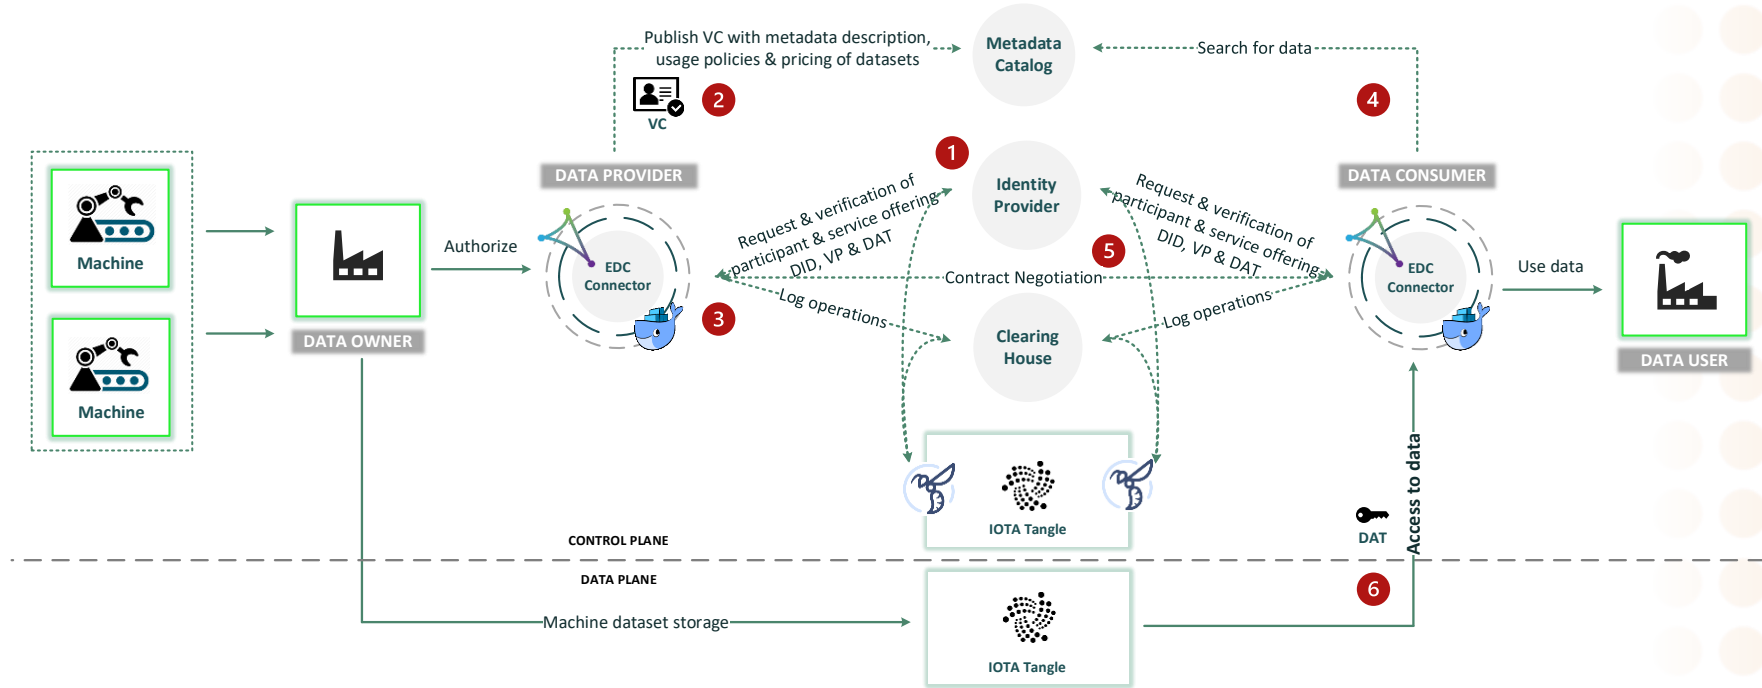 Publish VC with metadata description,
usage policies & pricing of datasets
Metadata
Catalog
Search for data
2
4
VC
1
DATA PROVIDER
Identity
Provider
DATA CONSUMER
Request & verification of
participant & service offering
DID, VP & DAT
Request & verification of
participant & service offering
DID, VP & DAT
5
Machine
Authorize
EDC
Connector
Contract Negotiation
EDC
Connector
Use data
Log operations
Log operations
3
DATA OWNER
Clearing
House
DATA USER
Machine
IOTA Tangle
DAT
Access to data
CONTROL PLANE
DATA PLANE
6
Machine dataset storage
IOTA Tangle